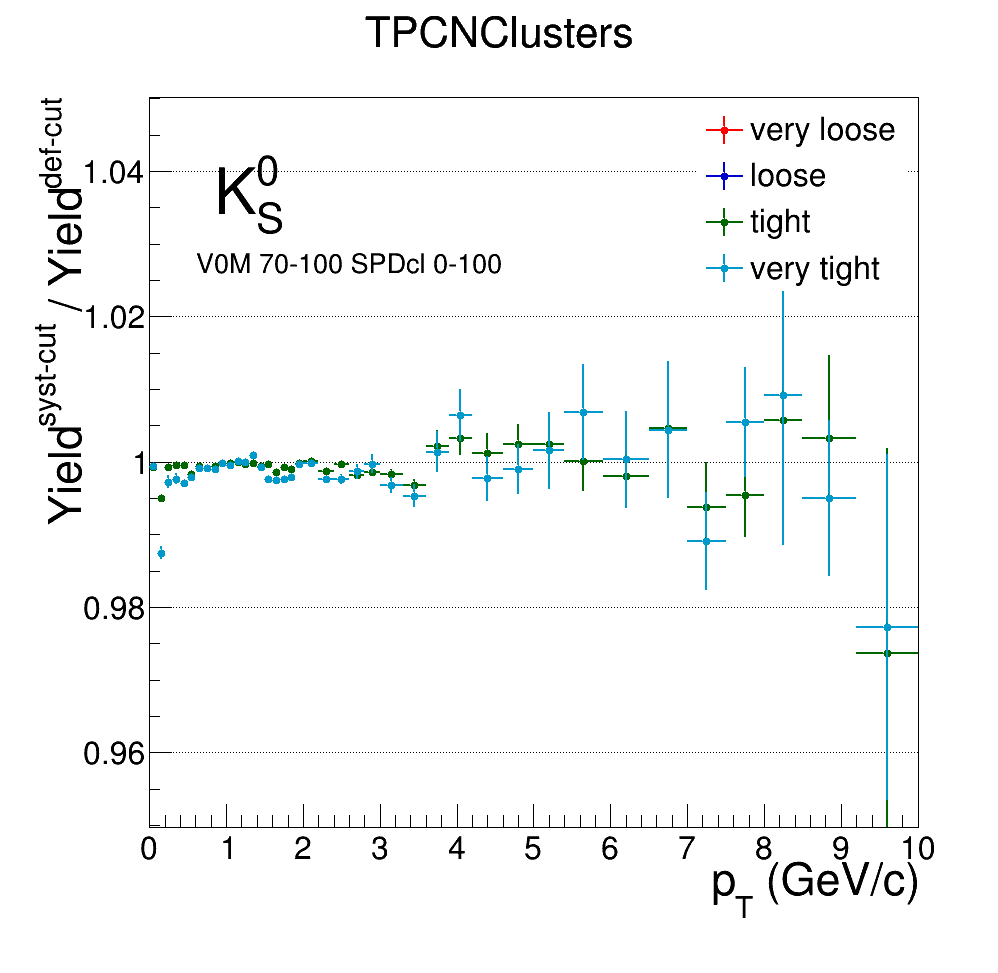 TPCNClusters
Yield^syst-cut / Yield^def-cut
1.04
1.02
1
0.98
0.96
K^0_S
V0M 70-100 SPDcl 0-100
very loose
loose
tight
very tight
0 1 2 3 4 5 6 7 8 9 10
p_T (GeV/c)